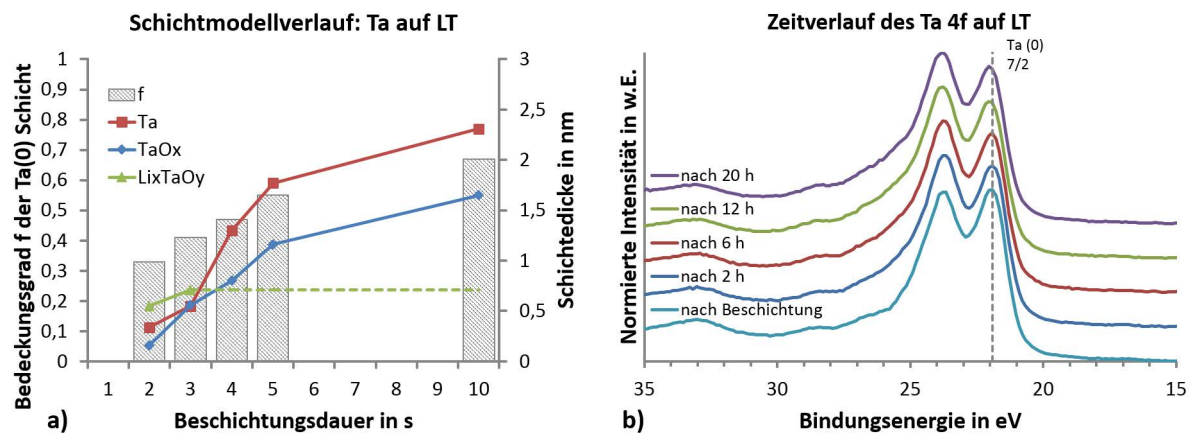 Schichtmodellverlauf: Ta auf LT
Bedeckungsgrad f der Ta(0) Schicht
1
0,9
0,8
0,7
0,6
0,5
0,4
0,3
0,2
0,1
0
f
Ta
TaOx
LixTaOy
3
2,5
2
1,5
1
0,5
0
Schichtedicke in nm
1 2 3 4 5 6 7 8 9 10
a) Beschichtungsdauer in s
Zeitverlauf des Ta 4f auf LT
Ta (0)
7/2
Normierte Intensität in w.E.
nach 20 h
nach 12 h
nach 6 h
nach 2 h
nach Beschichtung
35 30 25 20 15
b) Bindungsenergie in eV